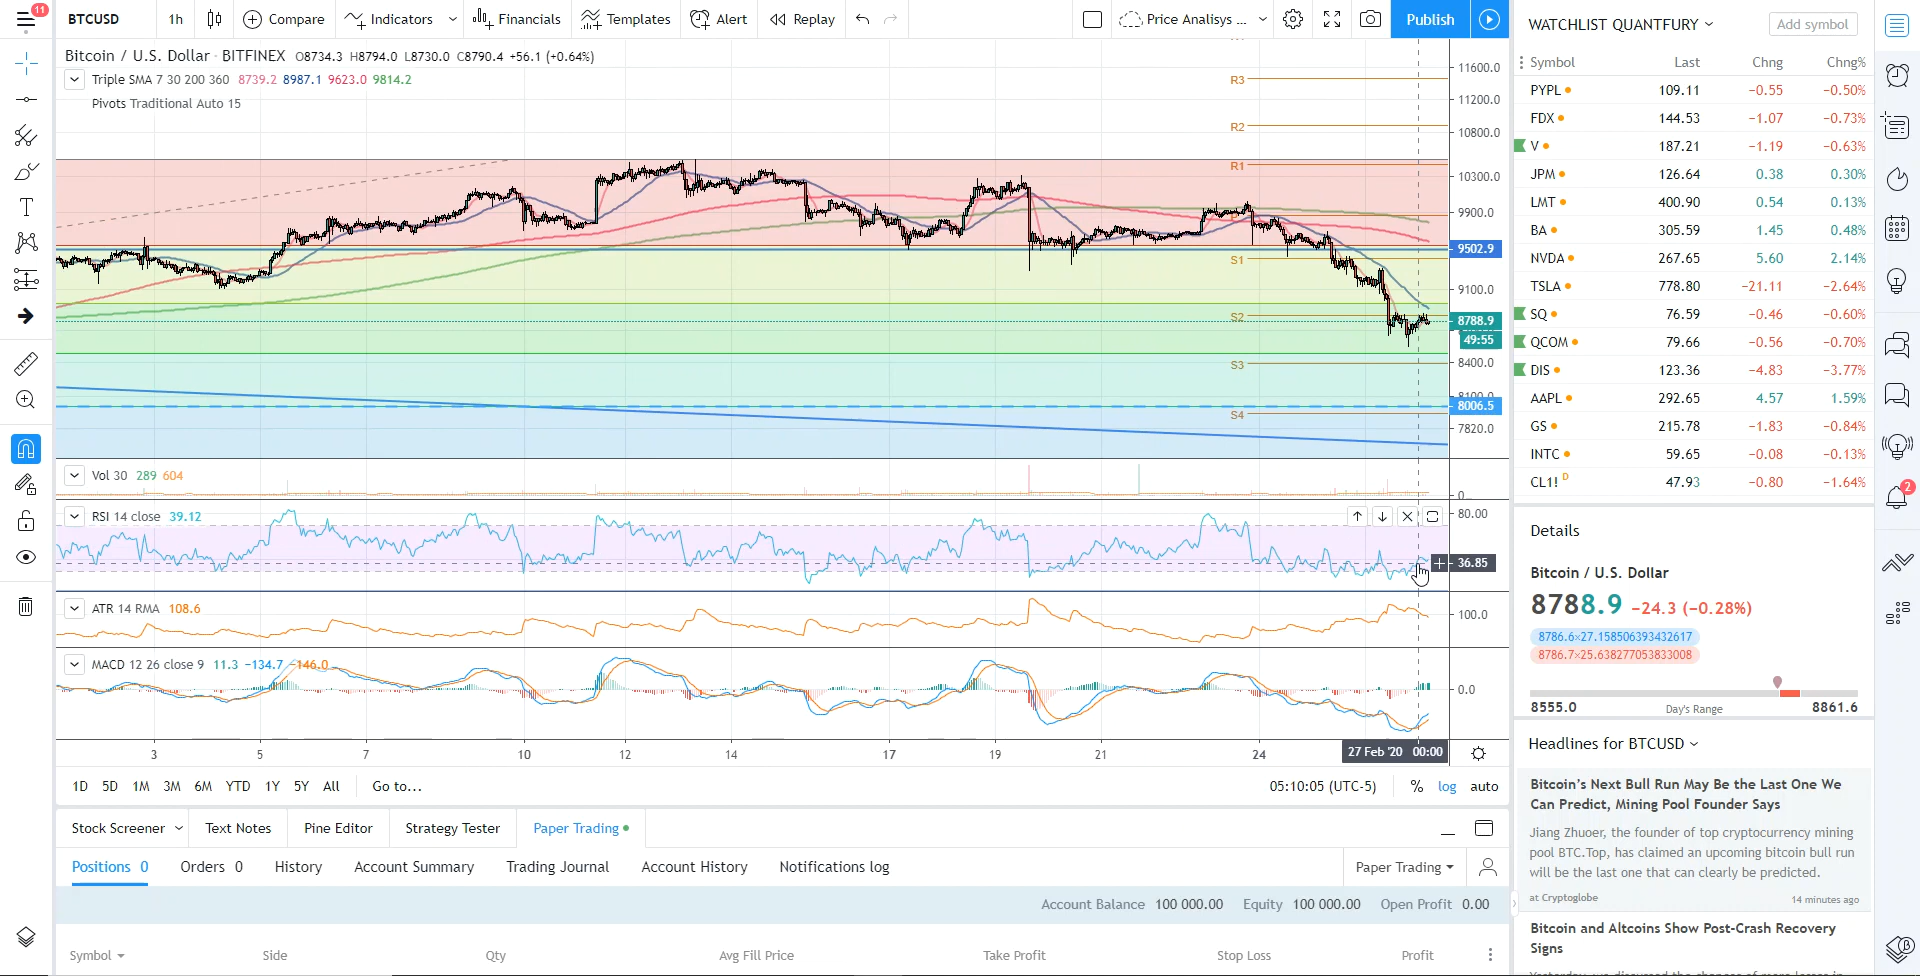 11
BTCUSD 1h Compare Indicators Financials Templates Alert Replay Price Analisys ... Publish
Bitcoin / U.S. Dollar · BITFINEX O8734.3 H8794.0 L8730.0 C8790.4 +56.1 (+0.64%)
Triple SMA 7 30 200 360 8739.2 8987.1 9623.0 9814.2
Pivots Traditional Auto 15
R3
R2
R1
S1
S2
S3
S4
11600.0
11200.0
10800.0
10300.0
9900.0
9502.9
9100.0
8788.9
49:55
8400.0
8006.5
7820.0
Vol 30 289 604
0
RSI 14 close 39.12
80.00
36.85
ATR 14 RMA 108.6
100.0
MACD 12 26 close 9 11.3 −134.7 −146.0
0.0
3 5 7 10 12 14 17 19 21 24 27 Feb '20 00:00
1D 5D 1M 3M 6M YTD 1Y 5Y All Go to... 05:10:05 (UTC-5) % log auto
Stock Screener Text Notes Pine Editor Strategy Tester Paper Trading
Positions 0 Orders 0 History Account Summary Trading Journal Account History Notifications log Paper Trading
Account Balance 100 000.00 Equity 100 000.00 Open Profit 0.00
Symbol Side Qty Avg Fill Price Take Profit Stop Loss Profit
WATCHLIST QUANTFURY Add symbol
Symbol Last Chng Chng%
PYPL 109.11 −0.55 −0.50%
FDX 144.53 −1.07 −0.73%
V 187.21 −1.19 −0.63%
JPM 126.64 0.38 0.30%
LMT 400.90 0.54 0.13%
BA 305.59 1.45 0.48%
NVDA 267.65 5.60 2.14%
TSLA 778.80 −21.11 −2.64%
SQ 76.59 −0.46 −0.60%
QCOM 79.66 −0.56 −0.70%
DIS 123.36 −4.83 −3.77%
AAPL 292.65 4.57 1.59%
GS 215.78 −1.83 −0.84%
INTC 59.65 −0.08 −0.13%
CL1! D 47.93 −0.80 −1.64%
2
Details
Bitcoin / U.S. Dollar
8788.9 −24.3 (−0.28%)
8786.6×27.158506393432617
8786.7×25.638277053833008
8555.0 Day's Range 8861.6
Headlines for BTCUSD
Bitcoin's Next Bull Run May Be the Last One We
Can Predict, Mining Pool Founder Says
Jiang Zhuoer, the founder of top cryptocurrency mining
pool BTC.Top, has claimed an upcoming bitcoin bull run
will be the last one that can clearly be predicted.
at Cryptoglobe 14 minutes ago
Bitcoin and Altcoins Show Post-Crash Recovery
Signs